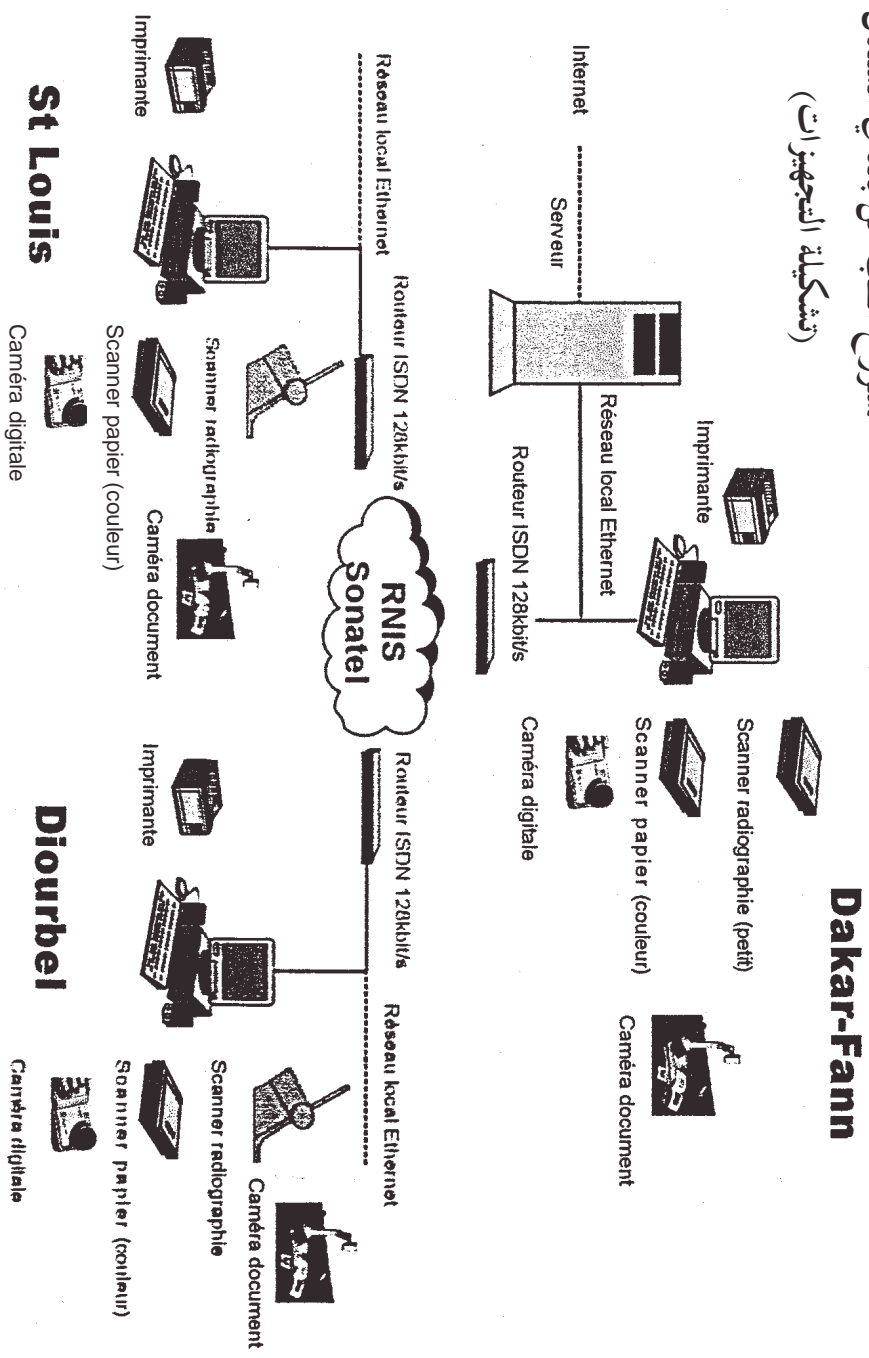 (تشكيلة التجهيزات)
Dakar-Fann
Internet
Serveur
Réseau local Ethernet
Imprimante
Routeur ISDN 128kbit/s
Scanner radiographie (petit)
Scanner papier (couleur)
Caméra digitale
Caméra document
RNIS
Sonatel
Réseau local Ethernet
Routeur ISDN 128kbit/s
Imprimante
Scanner radiographie
Scanner papier (couleur)
Caméra digitale
Caméra document
St Louis
Routeur ISDN 128kbit/s
Réseau local Ethernet
Imprimante
Scanner radiographie
Scanner papier (couleur)
Caméra digitale
Caméra document
Diourbel